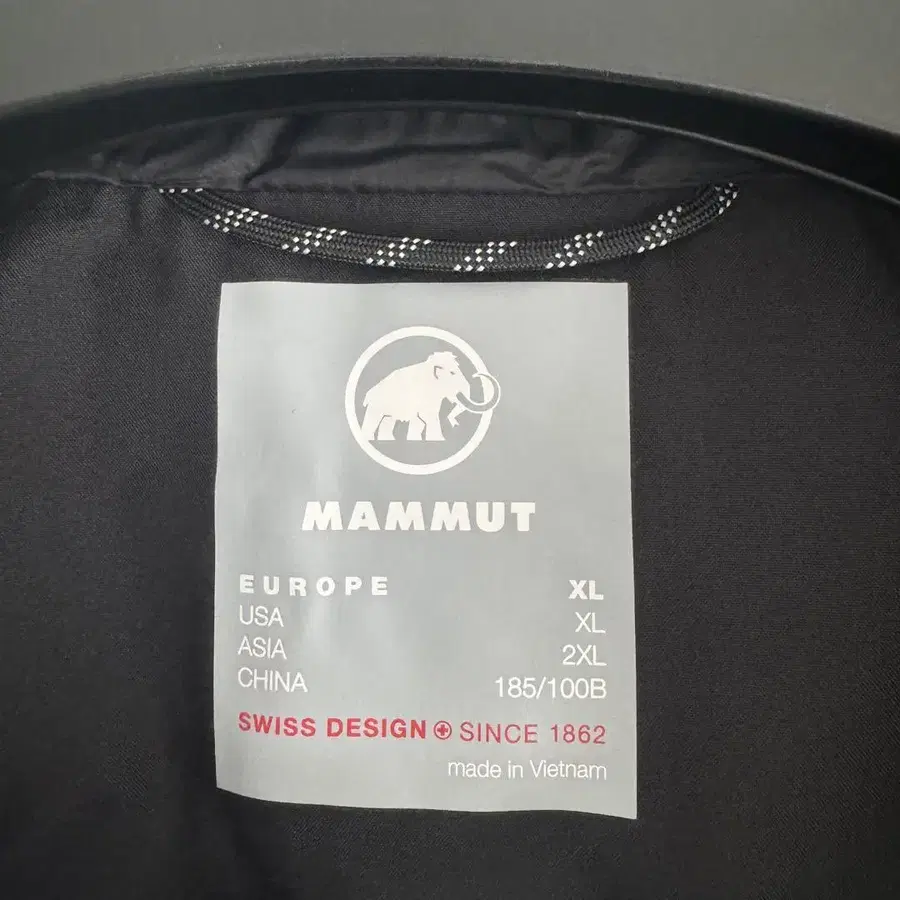 MAMMUT
EUROPE XL
USA XL
ASIA 2XL
CHINA 185/100B
SWISS DESIGN SINCE 1862
made in Vietnam